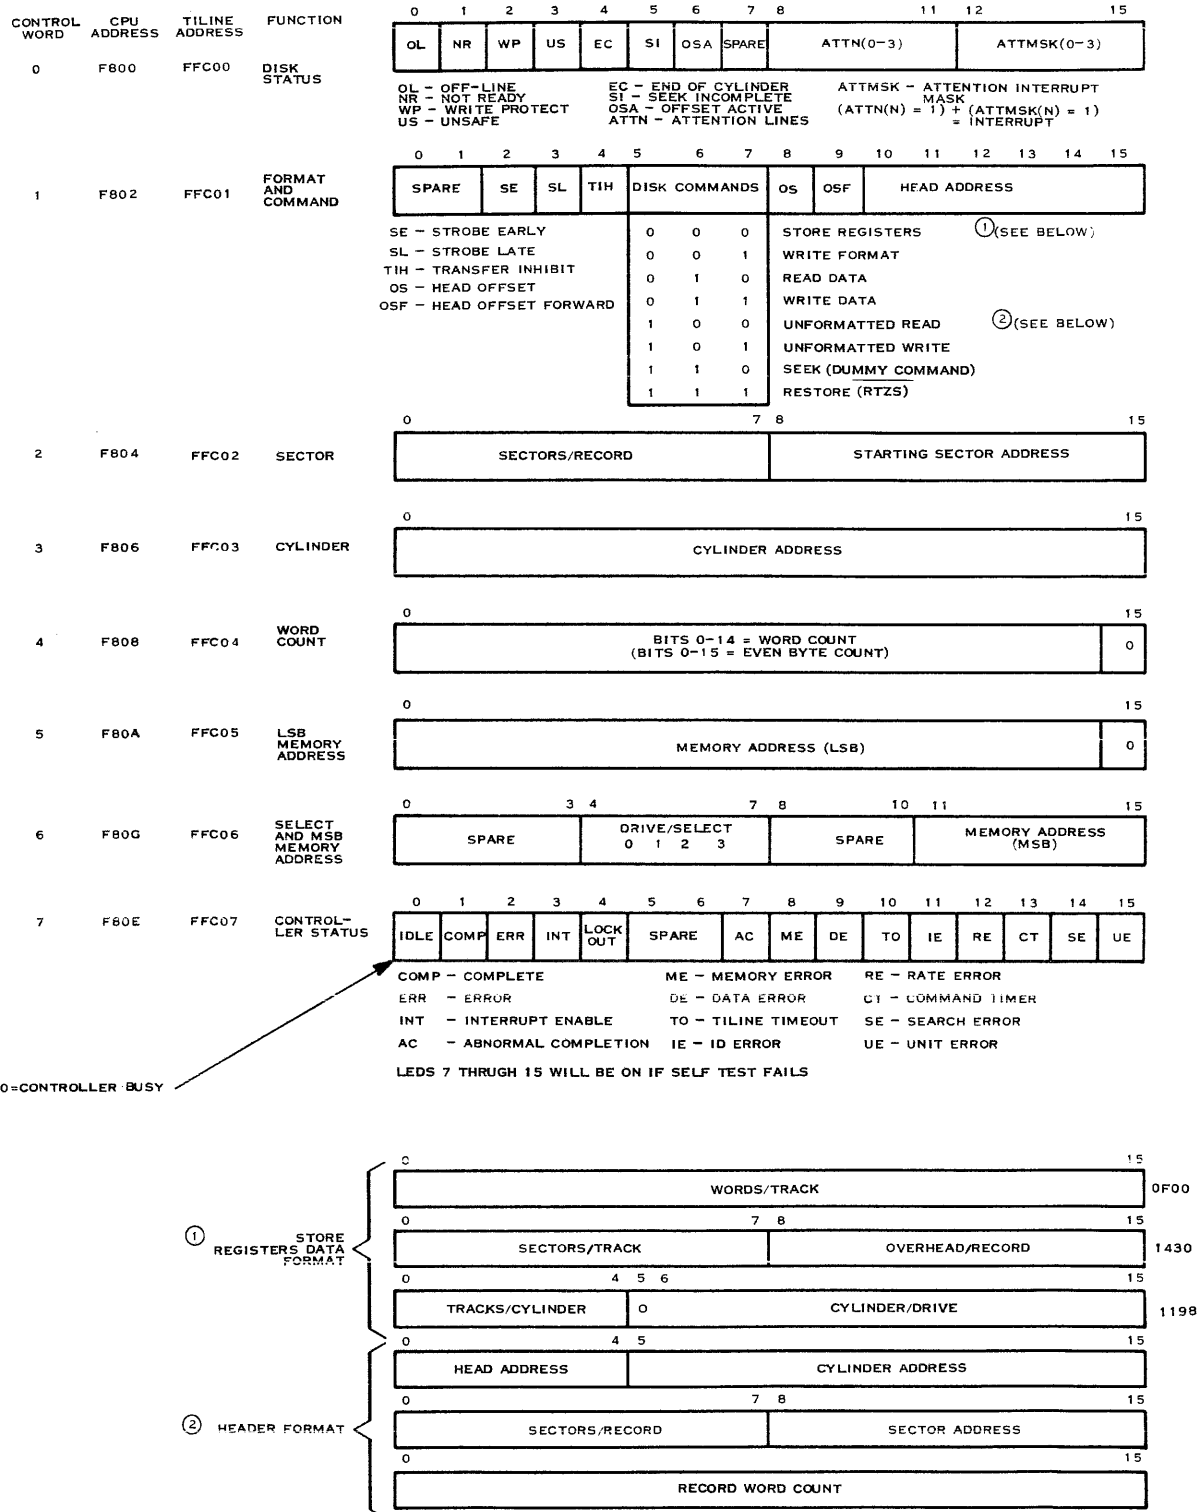 CONTROL WORD CPU ADDRESS TILINE ADDRESS FUNCTION
0 1 2 3 4 5 6 7 8 11 12 15
OL NR WP US EC SI OSA SPARE ATTN(0-3) ATTMSK(0-3)
0 F800 FFC00 DISK STATUS
OL - OFF-LINE EC - END OF CYLINDER ATTMSK - ATTENTION INTERRUPT
NR - NOT READY SI - SEEK INCOMPLETE MASK
WP - WRITE PROTECT OSA - OFFSET ACTIVE (ATTN(N) = 1) + (ATTMSK(N) = 1)
US - UNSAFE ATTN - ATTENTION LINES = INTERRUPT
0 1 2 3 4 5 6 7 8 9 10 11 12 13 14 15
1 F802 FFC01 FORMAT AND COMMAND
SPARE SE SL TIH DISK COMMANDS OS OSF HEAD ADDRESS
SE - STROBE EARLY 0 0 0 STORE REGISTERS ①(SEE BELOW)
SL - STROBE LATE 0 0 1 WRITE FORMAT
TIH - TRANSFER INHIBIT 0 1 0 READ DATA
OS - HEAD OFFSET 0 1 1 WRITE DATA
OSF - HEAD OFFSET FORWARD 1 0 0 UNFORMATTED READ ②(SEE BELOW)
1 0 1 UNFORMATTED WRITE
1 1 0 SEEK (DUMMY COMMAND)
1 1 1 RESTORE (RTZS)
0 7 8 15
2 F804 FFC02 SECTOR SECTORS/RECORD STARTING SECTOR ADDRESS
0 15
3 F806 FFC03 CYLINDER CYLINDER ADDRESS
0 15
4 F808 FFC04 WORD COUNT
BITS 0-14 = WORD COUNT
(BITS 0-15 = EVEN BYTE COUNT) 0
0 15
5 F80A FFC05 LSB MEMORY ADDRESS
MEMORY ADDRESS (LSB) 0
0 3 4 7 8 10 11 15
6 F80G FFC06 SELECT AND MSB MEMORY ADDRESS
SPARE DRIVE/SELECT 0 1 2 3 SPARE MEMORY ADDRESS (MSB)
0 1 2 3 4 5 6 7 8 9 10 11 12 13 14 15
7 F80E FFC07 CONTROL-LER STATUS
IDLE COMP ERR INT LOCK OUT SPARE AC ME DE TO IE RE CT SE UE
COMP - COMPLETE ME - MEMORY ERROR RE - RATE ERROR
ERR - ERROR DE - DATA ERROR CT - COMMAND TIMER
INT - INTERRUPT ENABLE TO - TILINE TIMEOUT SE - SEARCH ERROR
AC - ABNORMAL COMPLETION IE - ID ERROR UE - UNIT ERROR
LEDS 7 THRUGH 15 WILL BE ON IF SELF TEST FAILS
0=CONTROLLER BUSY
0 15
WORDS/TRACK 0F00
0 7 8 15
① STORE REGISTERS DATA FORMAT
SECTORS/TRACK OVERHEAD/RECORD 1430
0 4 5 6 15
TRACKS/CYLINDER 0 CYLINDER/DRIVE 1198
0 4 5 15
HEAD ADDRESS CYLINDER ADDRESS
0 7 8 15
② HEADER FORMAT SECTORS/RECORD SECTOR ADDRESS
0 15
RECORD WORD COUNT